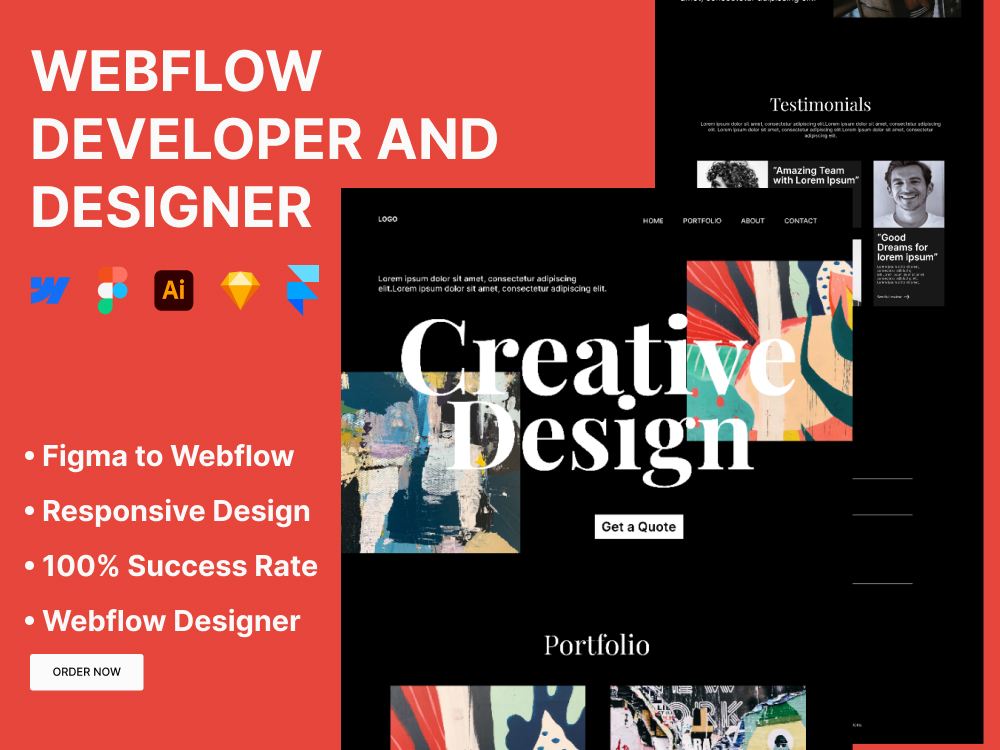 WEBFLOW
DEVELOPER AND
DESIGNER
Ai
• Figma to Webflow
• Responsive Design
• 100% Success Rate
• Webflow Designer
ORDER NOW
LOGO
HOME PORTFOLIO ABOUT CONTACT
Lorem ipsum dolor sit amet, consectetur adipiscing
elit.Lorem ipsum dolor sit amet, consectetur adipiscing elit.
Creative
Design
Get a Quote
Portfolio
Testimonials
Lorem ipsum dolor sit amet, consectetur adipiscing elit.Lorem ipsum dolor sit amet, consectetur adipiscing
elit. Lorem ipsum dolor sit amet, consectetur adipiscing elit.Lorem ipsum dolor sit amet, consectetur
adipiscing elit.
“Amazing Team
with Lorem Ipsum”
“Good
Dreams for
lorem ipsum”